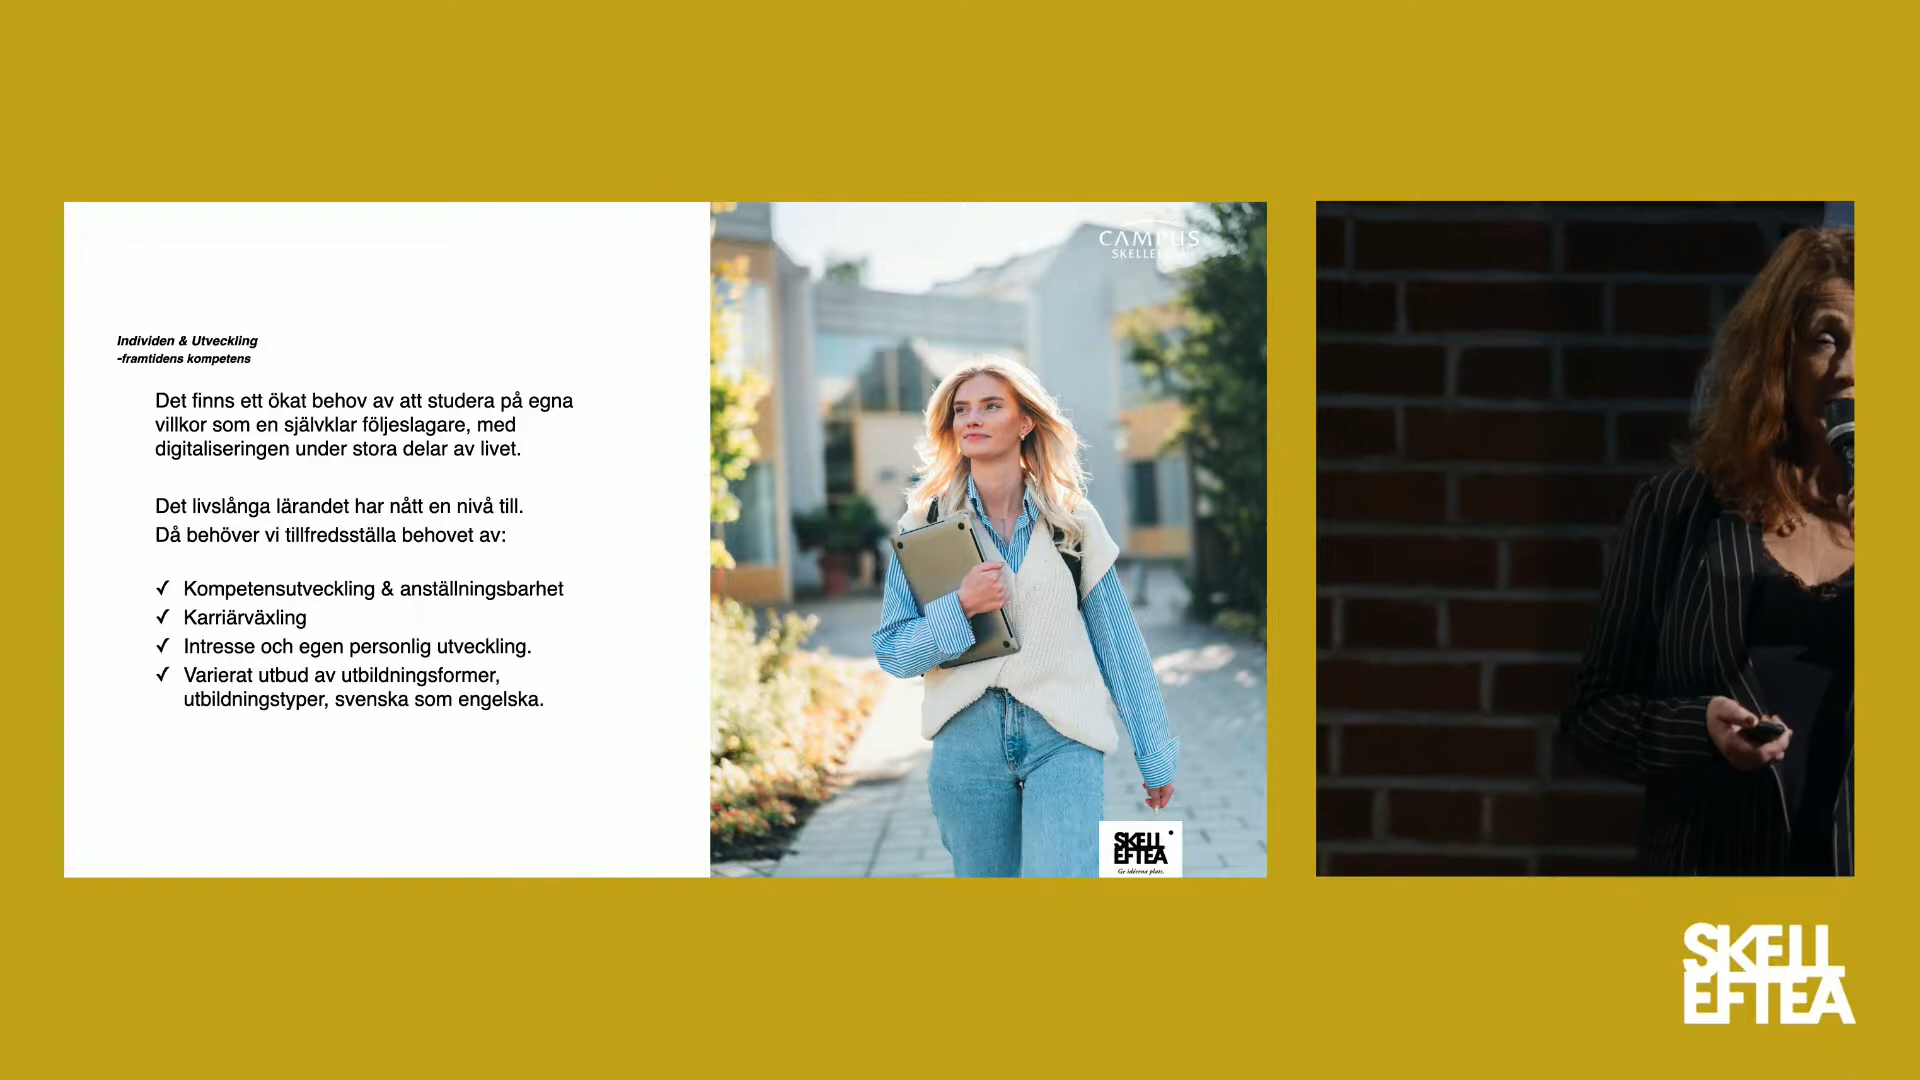 Individen & Utveckling
-framtidens kompetens
Det finns ett ökat behov av att studera på egna
villkor som en självklar följeslagare, med
digitaliseringen under stora delar av livet.
Det livslånga lärandet har nått en nivå till.
Då behöver vi tillfredsställa behovet av:
✓ Kompetensutveckling & anställningsbarhet
✓ Karriärväxling
✓ Intresse och egen personlig utveckling.
✓ Varierat utbud av utbildningsformer,
utbildningstyper, svenska som engelska.
CAMPUS
SKELL
EFTEA
Ge idéerna plats.
SKELL
EFTEA